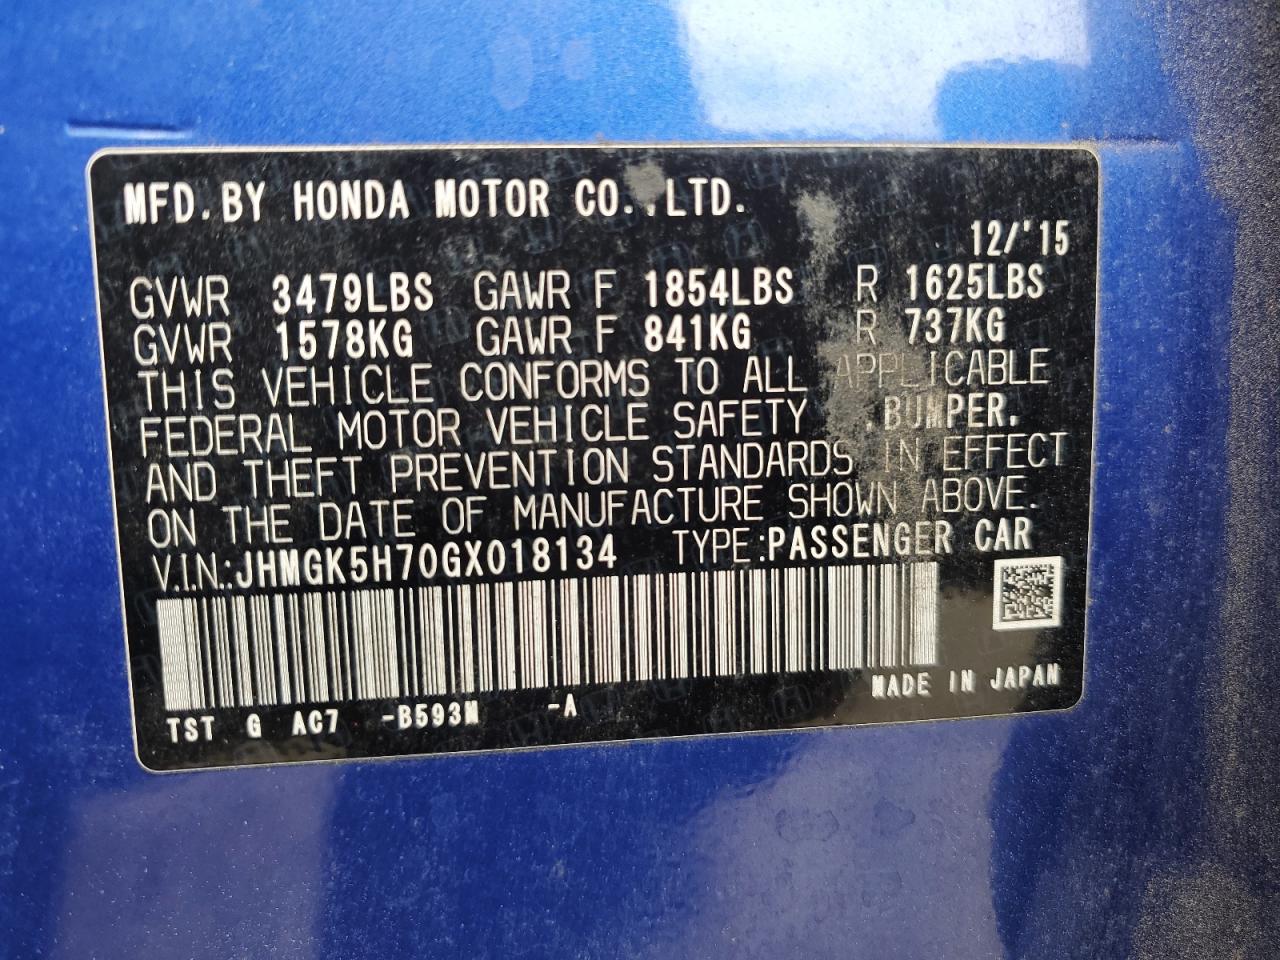 MFD. BY HONDA MOTOR CO., LTD.
12/'15
GVWR 3479LBS GAWR F 1854LBS R 1625LBS
GVWR 1578KG GAWR F 841KG R 737KG
THIS VEHICLE CONFORMS TO ALL APPLICABLE
FEDERAL MOTOR VEHICLE SAFETY ,BUMPER,
AND THEFT PREVENTION STANDARDS IN EFFECT
ON THE DATE OF MANUFACTURE SHOWN ABOVE.
V.I.N.:JHMGK5H70GX018134 TYPE:PASSENGER CAR
MADE IN JAPAN
TST G AC7 -B593M -A